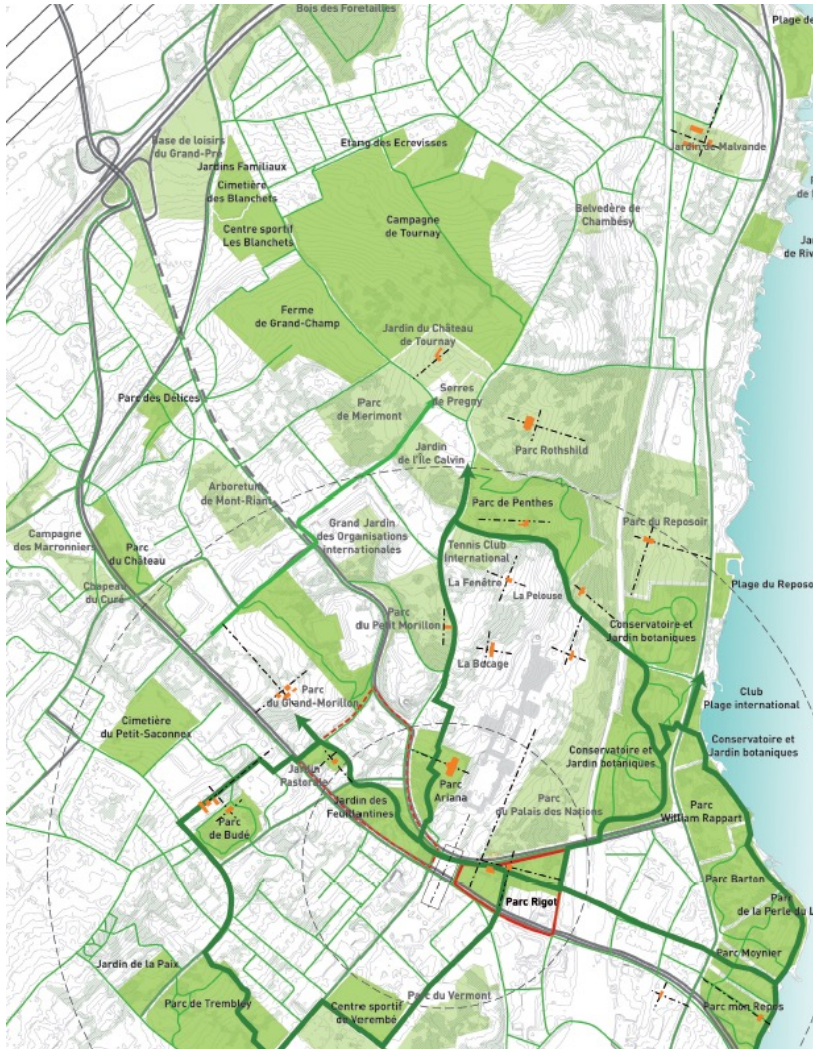 Bois des Foretailles
Plage de
Base de loisirs
du Grand-Pré
Etang des Ecrevisses
Jardins Familiaux
Cimetière
des Blanchets
Jardin de Malvande
Centre sportif
Les Blanchets
Campagne
de Tournay
Belvedère de
Chambésy
de Riv
Ferme
de Grand-Champ
Jardin du Château
de Tournay
Parc des Délices
Parc
de Mierimont
Serres
de Pregny
Parc Rothshild
Jardin
de l'Île Calvin
Arboretum
de Mont-Riant
Parc de Penthes
Campagne
des Marronniers
Parc
du Château
Grand Jardin
des Organisations
internationales
Tennis Club
International
Parc du Reposoir
Chapeau
du Curé
La Fenêtre
La Pelouse
Plage du Reposo
Parc
du Petit Morillon
Conservatoire et
Jardin botaniques
La Bocage
Parc
du Grand-Morillon
Club
Plage international
Cimetière
du Petit-Saconnex
Conservatoire et
Jardin botaniques
Conservatoire et
Jardin botaniques
Jardin
Pastorale
Parc
Ariana
Jardin des
Feuillantines
Parc
du Palais des Nations
Parc
William Rappart
Parc
de Budé
Parc Barton
Parc Rigot
Parc
de la Perle du L
Parc Moynier
Jardin de la Paix
Parc de Trembley
Centre sportif
de Varembé
Parc du Vermont
Parc mon Repos